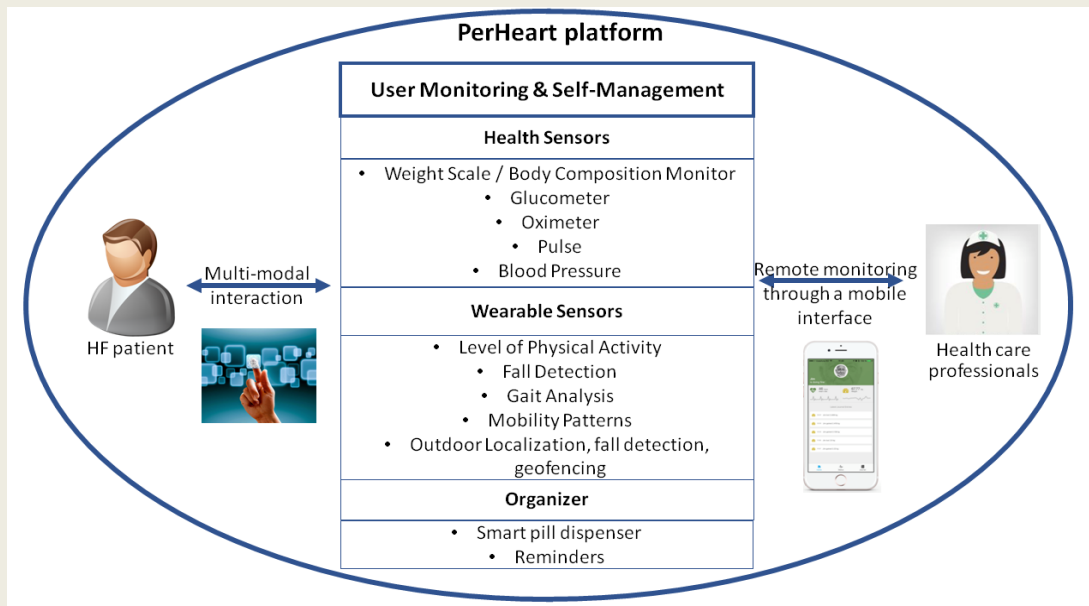 PerHeart platform
User Monitoring & Self-Management
Health Sensors
• Weight Scale / Body Composition Monitor
• Glucometer
• Oximeter
• Pulse
• Blood Pressure
Wearable Sensors
• Level of Physical Activity
• Fall Detection
• Gait Analysis
• Mobility Patterns
• Outdoor Localization, fall detection,
geofencing
Organizer
• Smart pill dispenser
• Reminders
HF patient
Multi-modal
interaction
Remote monitoring
through a mobile
interface
Health care
professionals